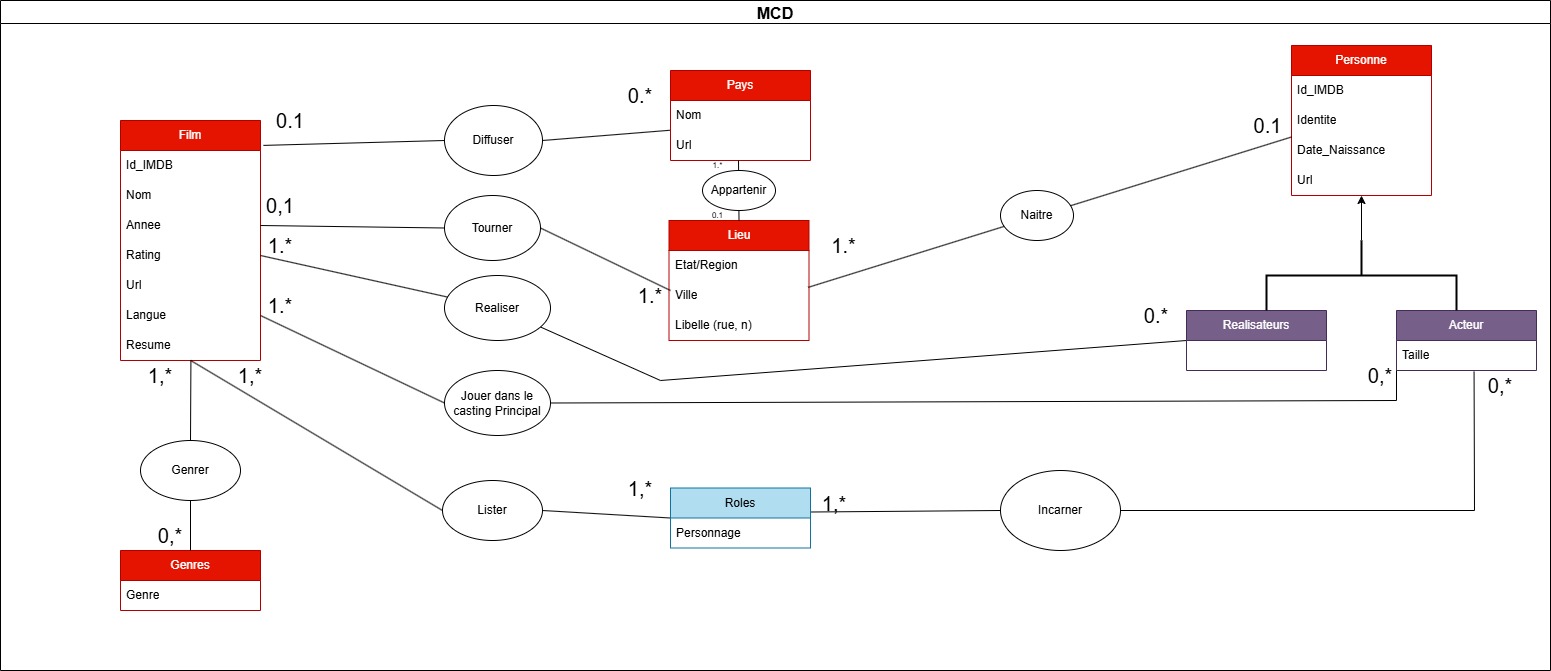 MCD
Film
Id_IMDB
Nom
Annee
Rating
Url
Langue
Resume
0.1
Diffuser
0.*
Pays
Nom
Url
1.*
Appartenir
0.1
Lieu
Etat/Region
Ville
Libelle (rue, n)
0,1
Tourner
1.*
1.*
Realiser
0.*
1.*
Jouer dans le
casting Principal
0,*
1.*
Naitre
0.1
Personne
Id_IMDB
Identite
Date_Naissance
Url
Realisateurs
Acteur
Taille
0,*
1,*
1,*
Genrer
0,*
Genres
Genre
Lister
1,*
Roles
Personnage
1,*
Incarner